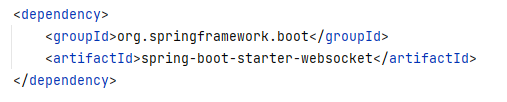 <dependency>
    <groupId>org.springframework.boot</groupId>
    <artifactId>spring-boot-starter-websocket</artifactId>
</dependency>